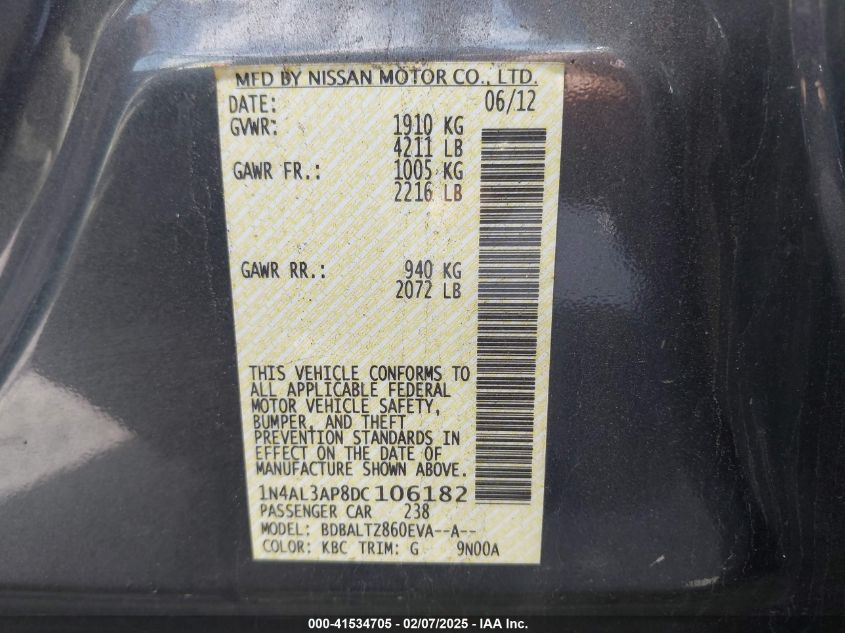 MFD BY NISSAN MOTOR CO., LTD.
DATE: 06/12
GVWR: 1910 KG
4211 LB
GAWR FR.: 1005 KG
2216 LB
GAWR RR.: 940 KG
2072 LB
THIS VEHICLE CONFORMS TO
ALL APPLICABLE FEDERAL
MOTOR VEHICLE SAFETY,
BUMPER, AND THEFT
PREVENTION STANDARDS IN
EFFECT ON THE DATE OF
MANUFACTURE SHOWN ABOVE.
1N4AL3AP8DC106182
PASSENGER CAR 238
MODEL: BDBALTZ860EVA--A--
COLOR: KBC TRIM: G 9N00A
000-41534705 - 02/07/2025 - IAA Inc.